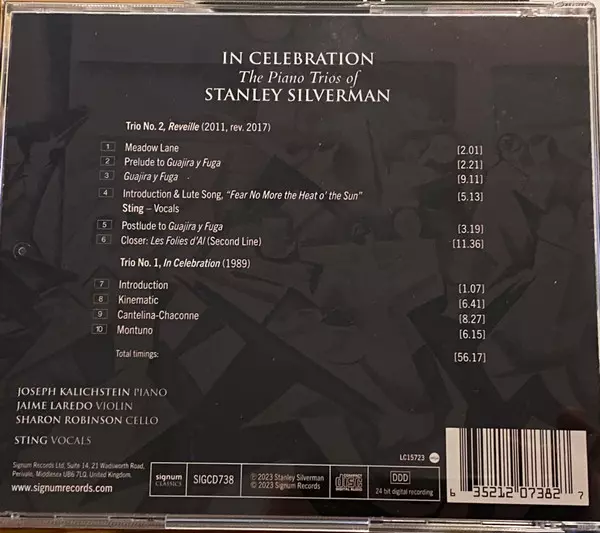 IN CELEBRATION
The Piano Trios of
STANLEY SILVERMAN
Trio No. 2, Reveille (2011, rev. 2017)
1 Meadow Lane [2.01]
2 Prelude to Guajira y Fuga [2.21]
3 Guajira y Fuga [9.11]
4 Introduction & Lute Song, “Fear No More the Heat o’ the Sun” [5.13]
Sting – Vocals
5 Postlude to Guajira y Fuga [3.19]
6 Closer: Les Folies d’Al (Second Line) [11.36]
Trio No. 1, In Celebration (1989)
7 Introduction [1.07]
8 Kinematic [6.41]
9 Cantelina-Chaconne [8.27]
10 Montuno [6.15]
Total timings: [56.17]
JOSEPH KALICHSTEIN PIANO
JAIME LAREDO VIOLIN
SHARON ROBINSON CELLO
STING VOCALS
LC15723
Signum Records Ltd, Suite 14, 21 Wadsworth Road,
Perivale, Middlesex UB6 7LQ, United Kingdom.
www.signumrecords.com
signum
CLASSICS
SIGCD738
℗ 2023 Stanley Silverman
© 2023 Signum Records
COMPACT
disc
DIGITAL AUDIO
DDD
24 bit digital recording
6 35212 07382 7